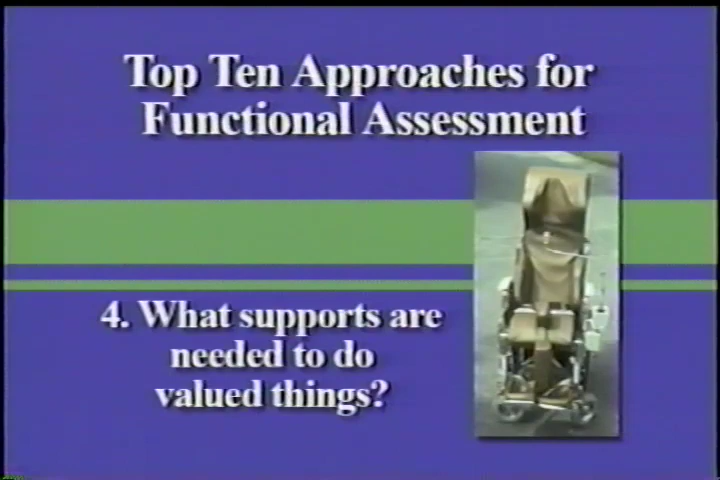 Top Ten Approaches for
Functional Assessment
4. What supports are
needed to do
valued things?